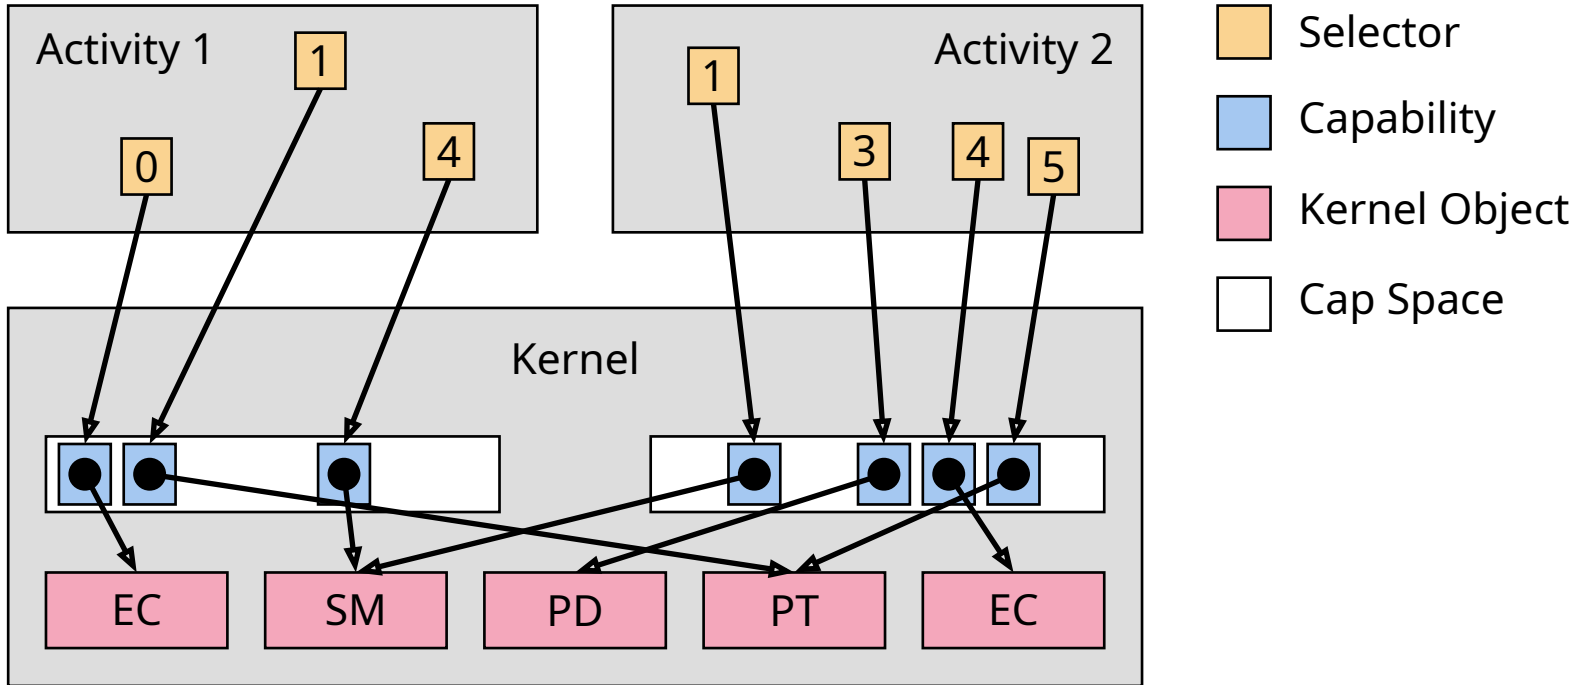 Activity 1
1
0
4
Activity 2
1
3
4
5
Selector
Capability
Kernel Object
Cap Space
Kernel
EC
SM
PD
PT
EC